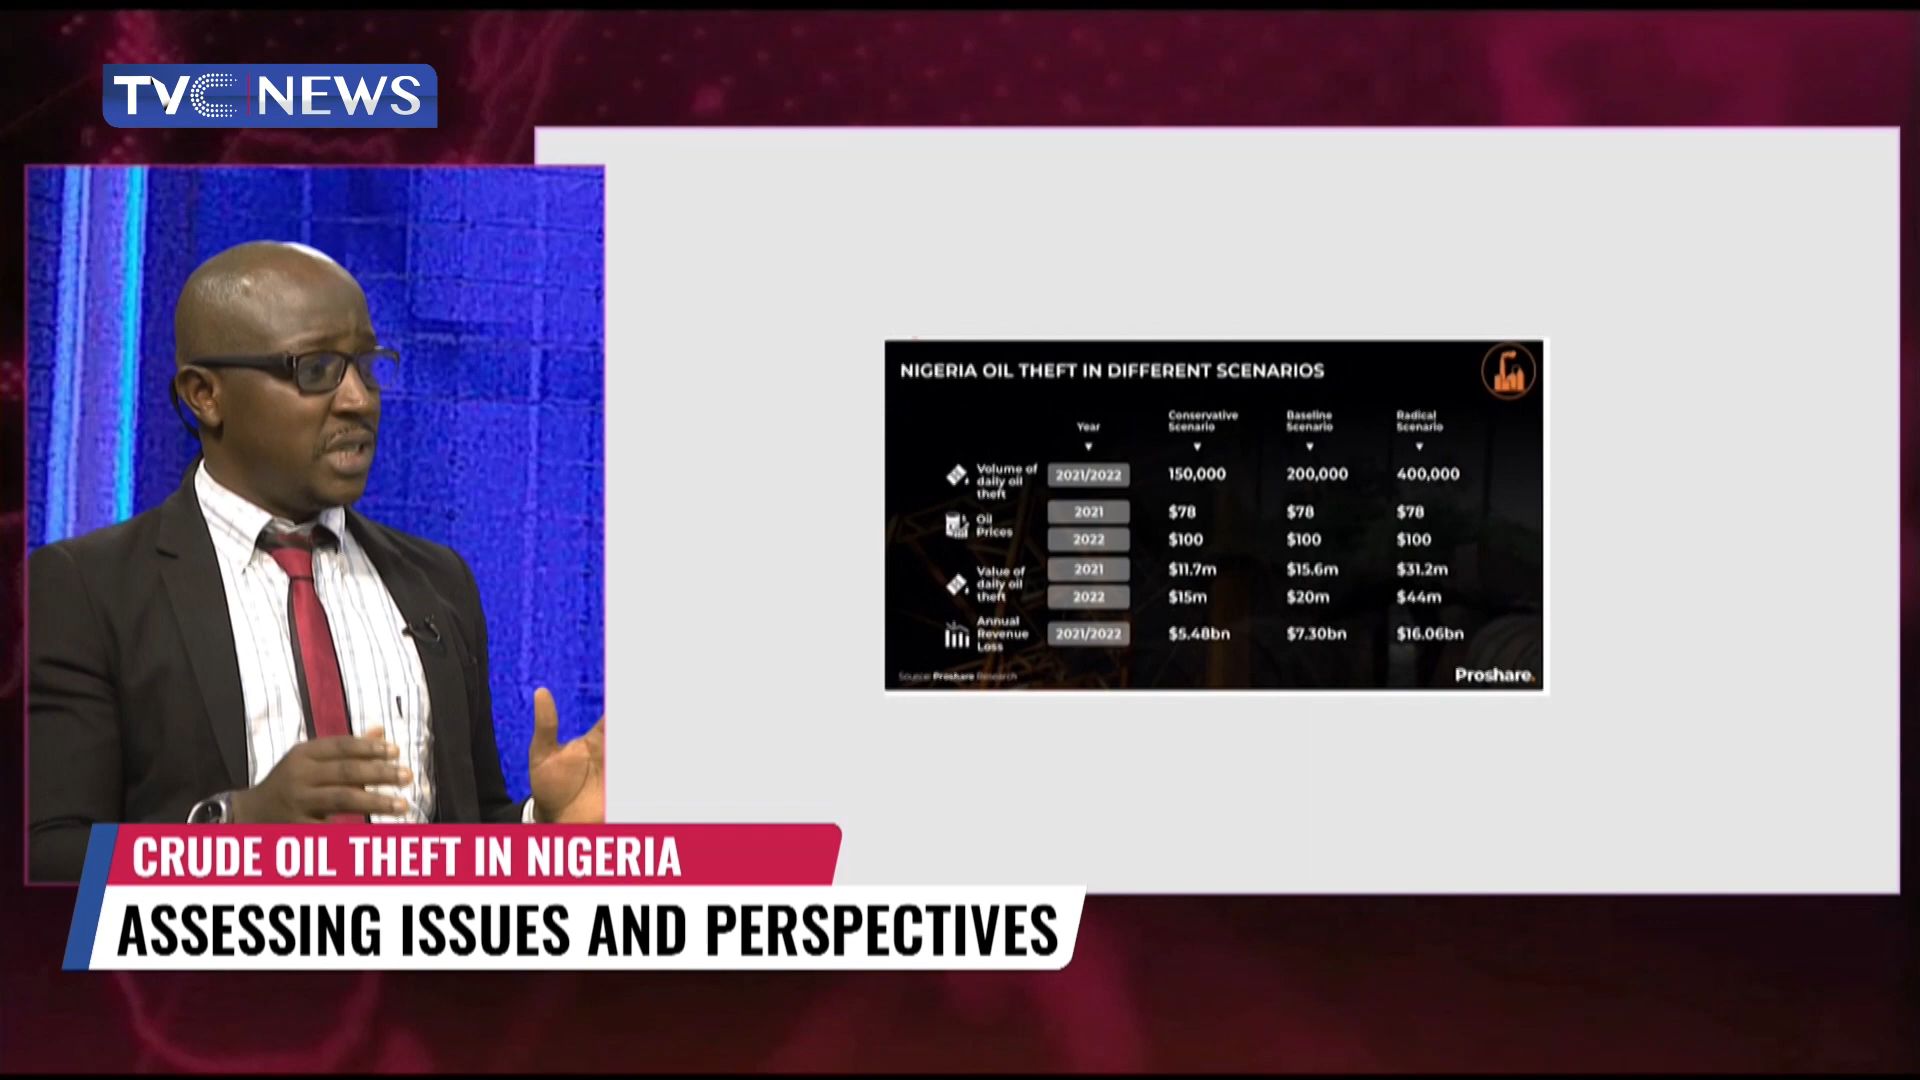 TVC NEWS
NIGERIA OIL THEFT IN DIFFERENT SCENARIOS
Year
Conservative
Scenario
Baseline
Scenario
Radical
Scenario
Volume of
daily oil
theft
2021/2022
150,000
200,000
400,000
Oil
Prices
2021
$78
$78
$78
2022
$100
$100
$100
Value of
daily oil
theft
2021
$11.7m
$15.6m
$31.2m
2022
$15m
$20m
$44m
Annual
Revenue
Loss
2021/2022
$5.48bn
$7.30bn
$16.06bn
Source: Proshare Research
Proshare.
CRUDE OIL THEFT IN NIGERIA
ASSESSING ISSUES AND PERSPECTIVES